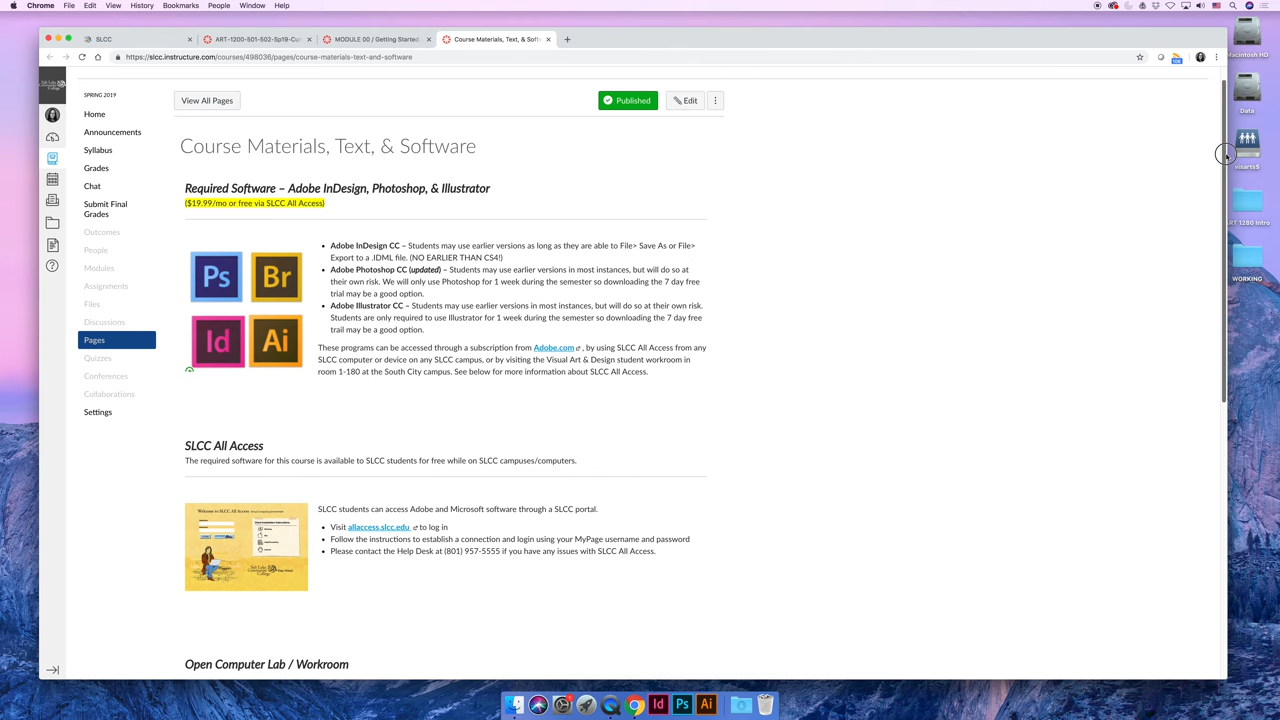 Chrome File Edit View History Bookmarks People Window Help
SLCC
ART-1200-501-502-Sp19-Cur
MODULE 00 / Getting Started
Course Materials, Text, & Softw
https://slcc.instructure.com/courses/498036/pages/course-materials-text-and-software
SPRING 2019
Home
Announcements
Syllabus
Grades
Chat
Submit Final
Grades
Outcomes
People
Modules
Assignments
Files
Discussions
Pages
Quizzes
Conferences
Collaborations
Settings
View All Pages
Published
Edit
Course Materials, Text, & Software
Required Software – Adobe InDesign, Photoshop, & Illustrator
($19.99/mo or free via SLCC All Access)
Ps Br
Id Ai
Adobe InDesign CC – Students may use earlier versions as long as they are able to File> Save As or File>
Export to a .IDML file. (NO EARLIER THAN CS4!)
Adobe Photoshop CC (updated) – Students may use earlier versions in most instances, but will do so at
their own risk. We will only use Photoshop for 1 week during the semester so downloading the 7 day free
trial may be a good option.
Adobe Illustrator CC – Students may use earlier versions in most instances, but will do so at their own risk.
Students are only required to use Illustrator for 1 week during the semester so downloading the 7 day free
trial may be a good option.
These programs can be accessed through a subscription from Adobe.com , by using SLCC All Access from any
SLCC computer or device on any SLCC campus, or by visiting the Visual Art & Design student workroom in
room 1-180 at the South City campus. See below for more information about SLCC All Access.
SLCC All Access
The required software for this course is available to SLCC students for free while on SLCC campuses/computers.
Welcome to SLCC All Access
SLCC students can access Adobe and Microsoft software through a SLCC portal.
Visit allaccess.slcc.edu to log in
Follow the instructions to establish a connection and login using your MyPage username and password
Please contact the Help Desk at (801) 957-5555 if you have any issues with SLCC All Access.
Open Computer Lab / Workroom
Macintosh HD
Data
visarts$
ART 1280 Intro
WORKING
Id Ps Ai